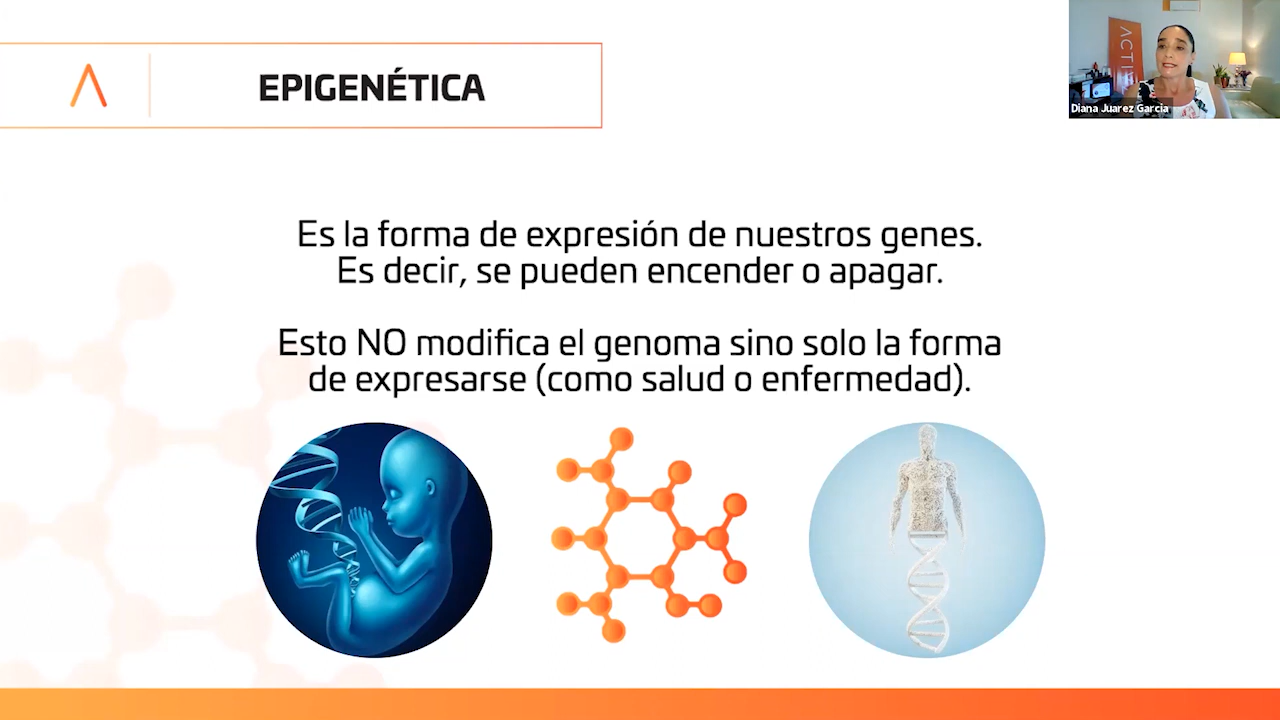 EPIGENÉTICA
ACTI
Diana Juarez Garcia
Es la forma de expresión de nuestros genes.
Es decir, se pueden encender o apagar.
Esto NO modifica el genoma sino solo la forma
de expresarse (como salud o enfermedad).